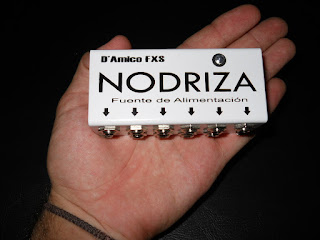 D'Amico FXS
NODRIZA
Fuente de Alimentación